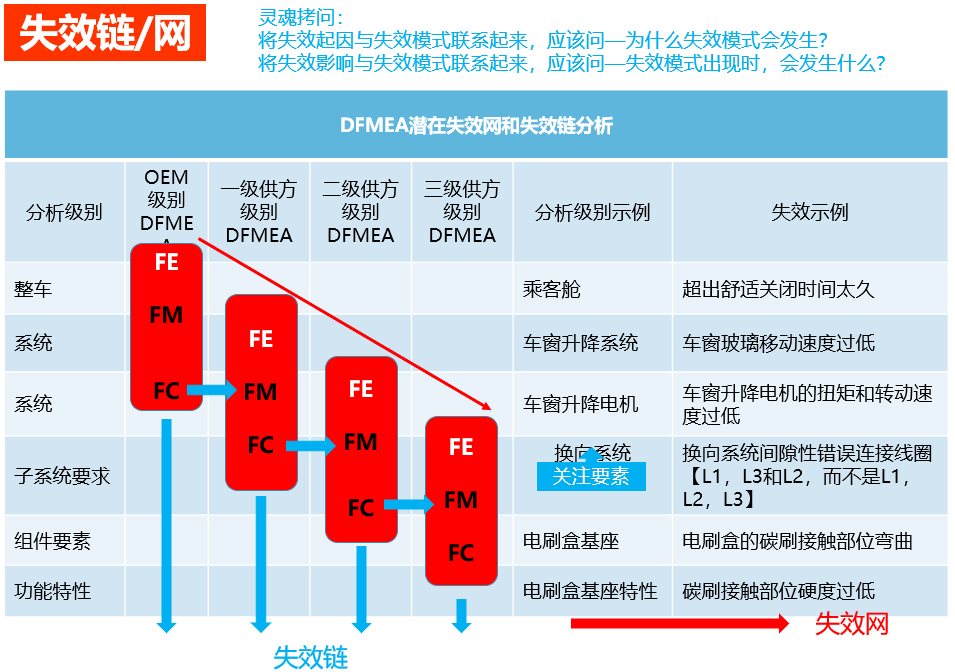 失效链/网
灵魂拷问：
将失效起因与失效模式联系起来，应该问—为什么失效模式会发生？
将失效影响与失效模式联系起来，应该问—失效模式出现时，会发生什么？
DFMEA潜在失效网和失效链分析
分析级别
OEM
级别
DFME
A
一级供方
级别
DFMEA
二级供方
级别
DFMEA
三级供方
级别
DFMEA
分析级别示例
失效示例
整车
乘客舱
超出舒适关闭时间太久
系统
车窗升降系统
车窗玻璃移动速度过低
系统
车窗升降电机
车窗升降电机的扭矩和转动速
度过低
子系统要求
换向系统
关注要素
换向系统间隙性错误连接线圈
【L1，L3和L2，而不是L1，
L2，L3】
组件要素
电刷盒基座
电刷盒的碳刷接触部位弯曲
功能特性
电刷盒基座特性
碳刷接触部位硬度过低
FE
FM
FC
FE
FM
FC
FE
FM
FC
FE
FM
FC
失效链
失效网